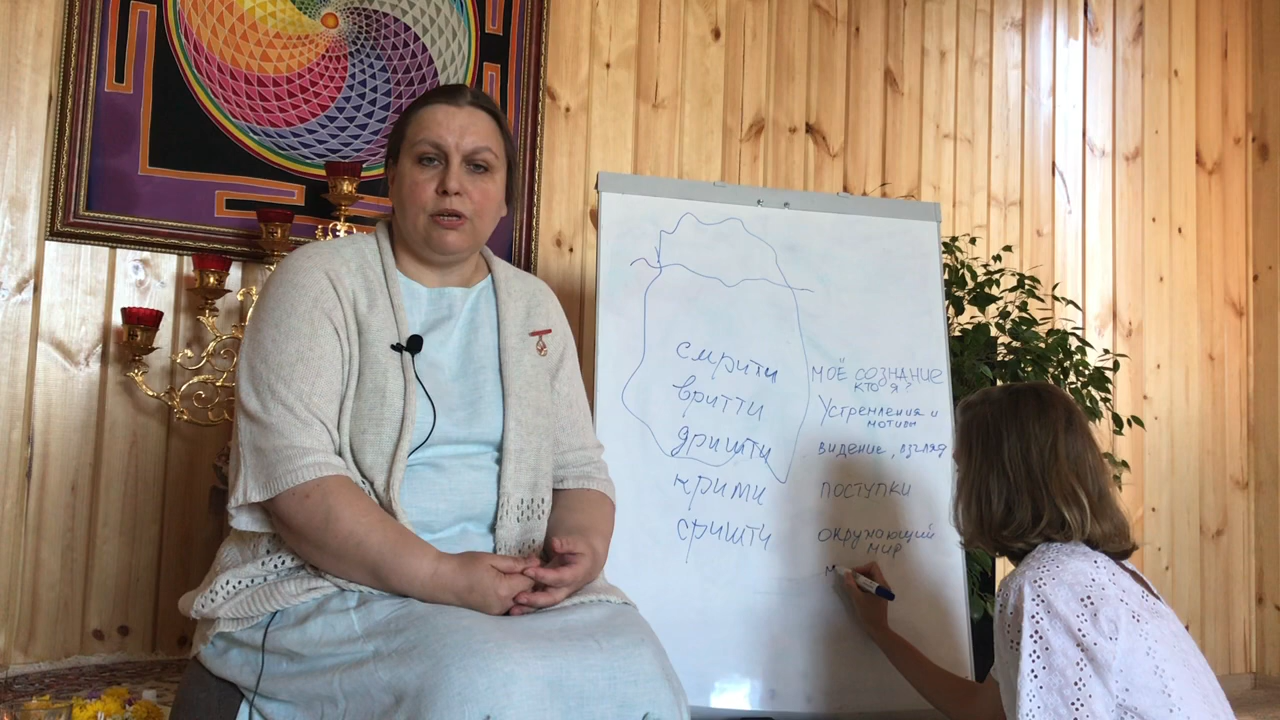 смрити
вритти
дришти
крити
сришти
МОЁ СОЗНАНИЕ
КТО Я?
Устремления и
мотивы
видение, взгляд
ПОСТУПКИ
окружающий
мир
м